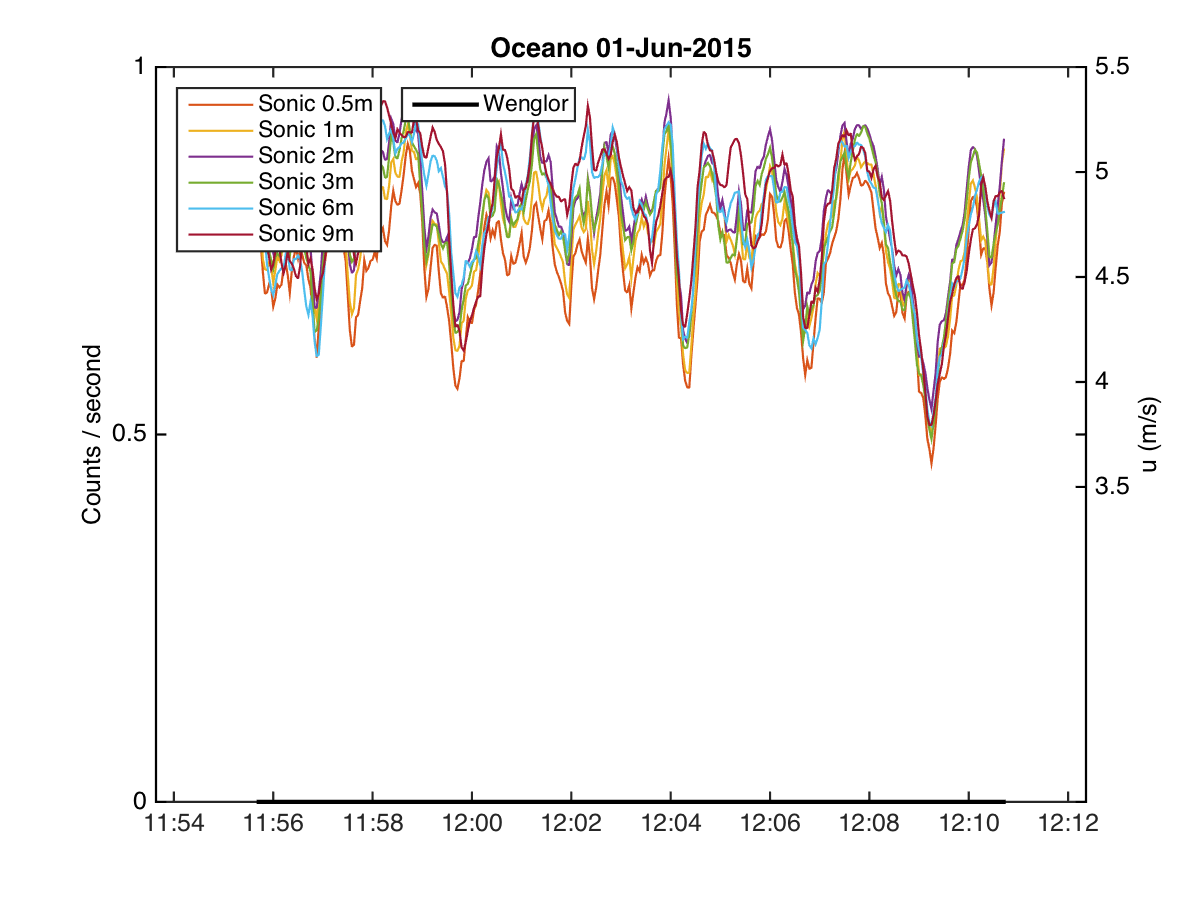 Oceano 01-Jun-2015
1
5.5
Sonic 0.5m
Wenglor
Sonic 1m
Sonic 2m
5
Sonic 3m
Sonic 6m
Sonic 9m
4.5
4
0.5
Counts / second
u (m/s)
3.5
0
11:54 11:56 11:58 12:00 12:02 12:04 12:06 12:08 12:10 12:12